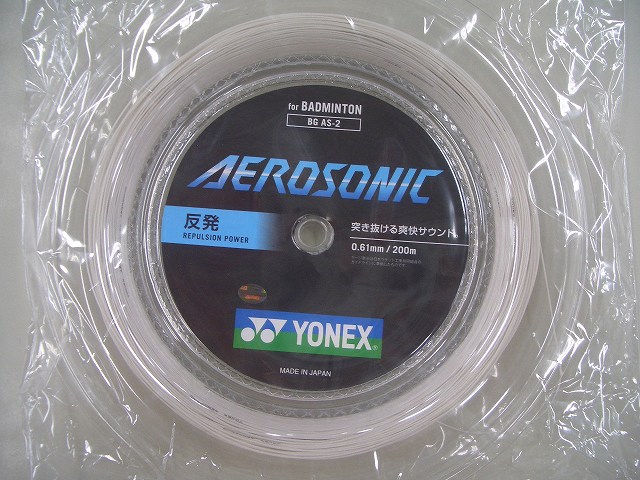 for BADMINTON
BG AS-2
AEROSONIC
反発
REPULSION POWER
突き抜ける爽快サウンド
0.61mm / 200m
YONEX
MADE IN JAPAN